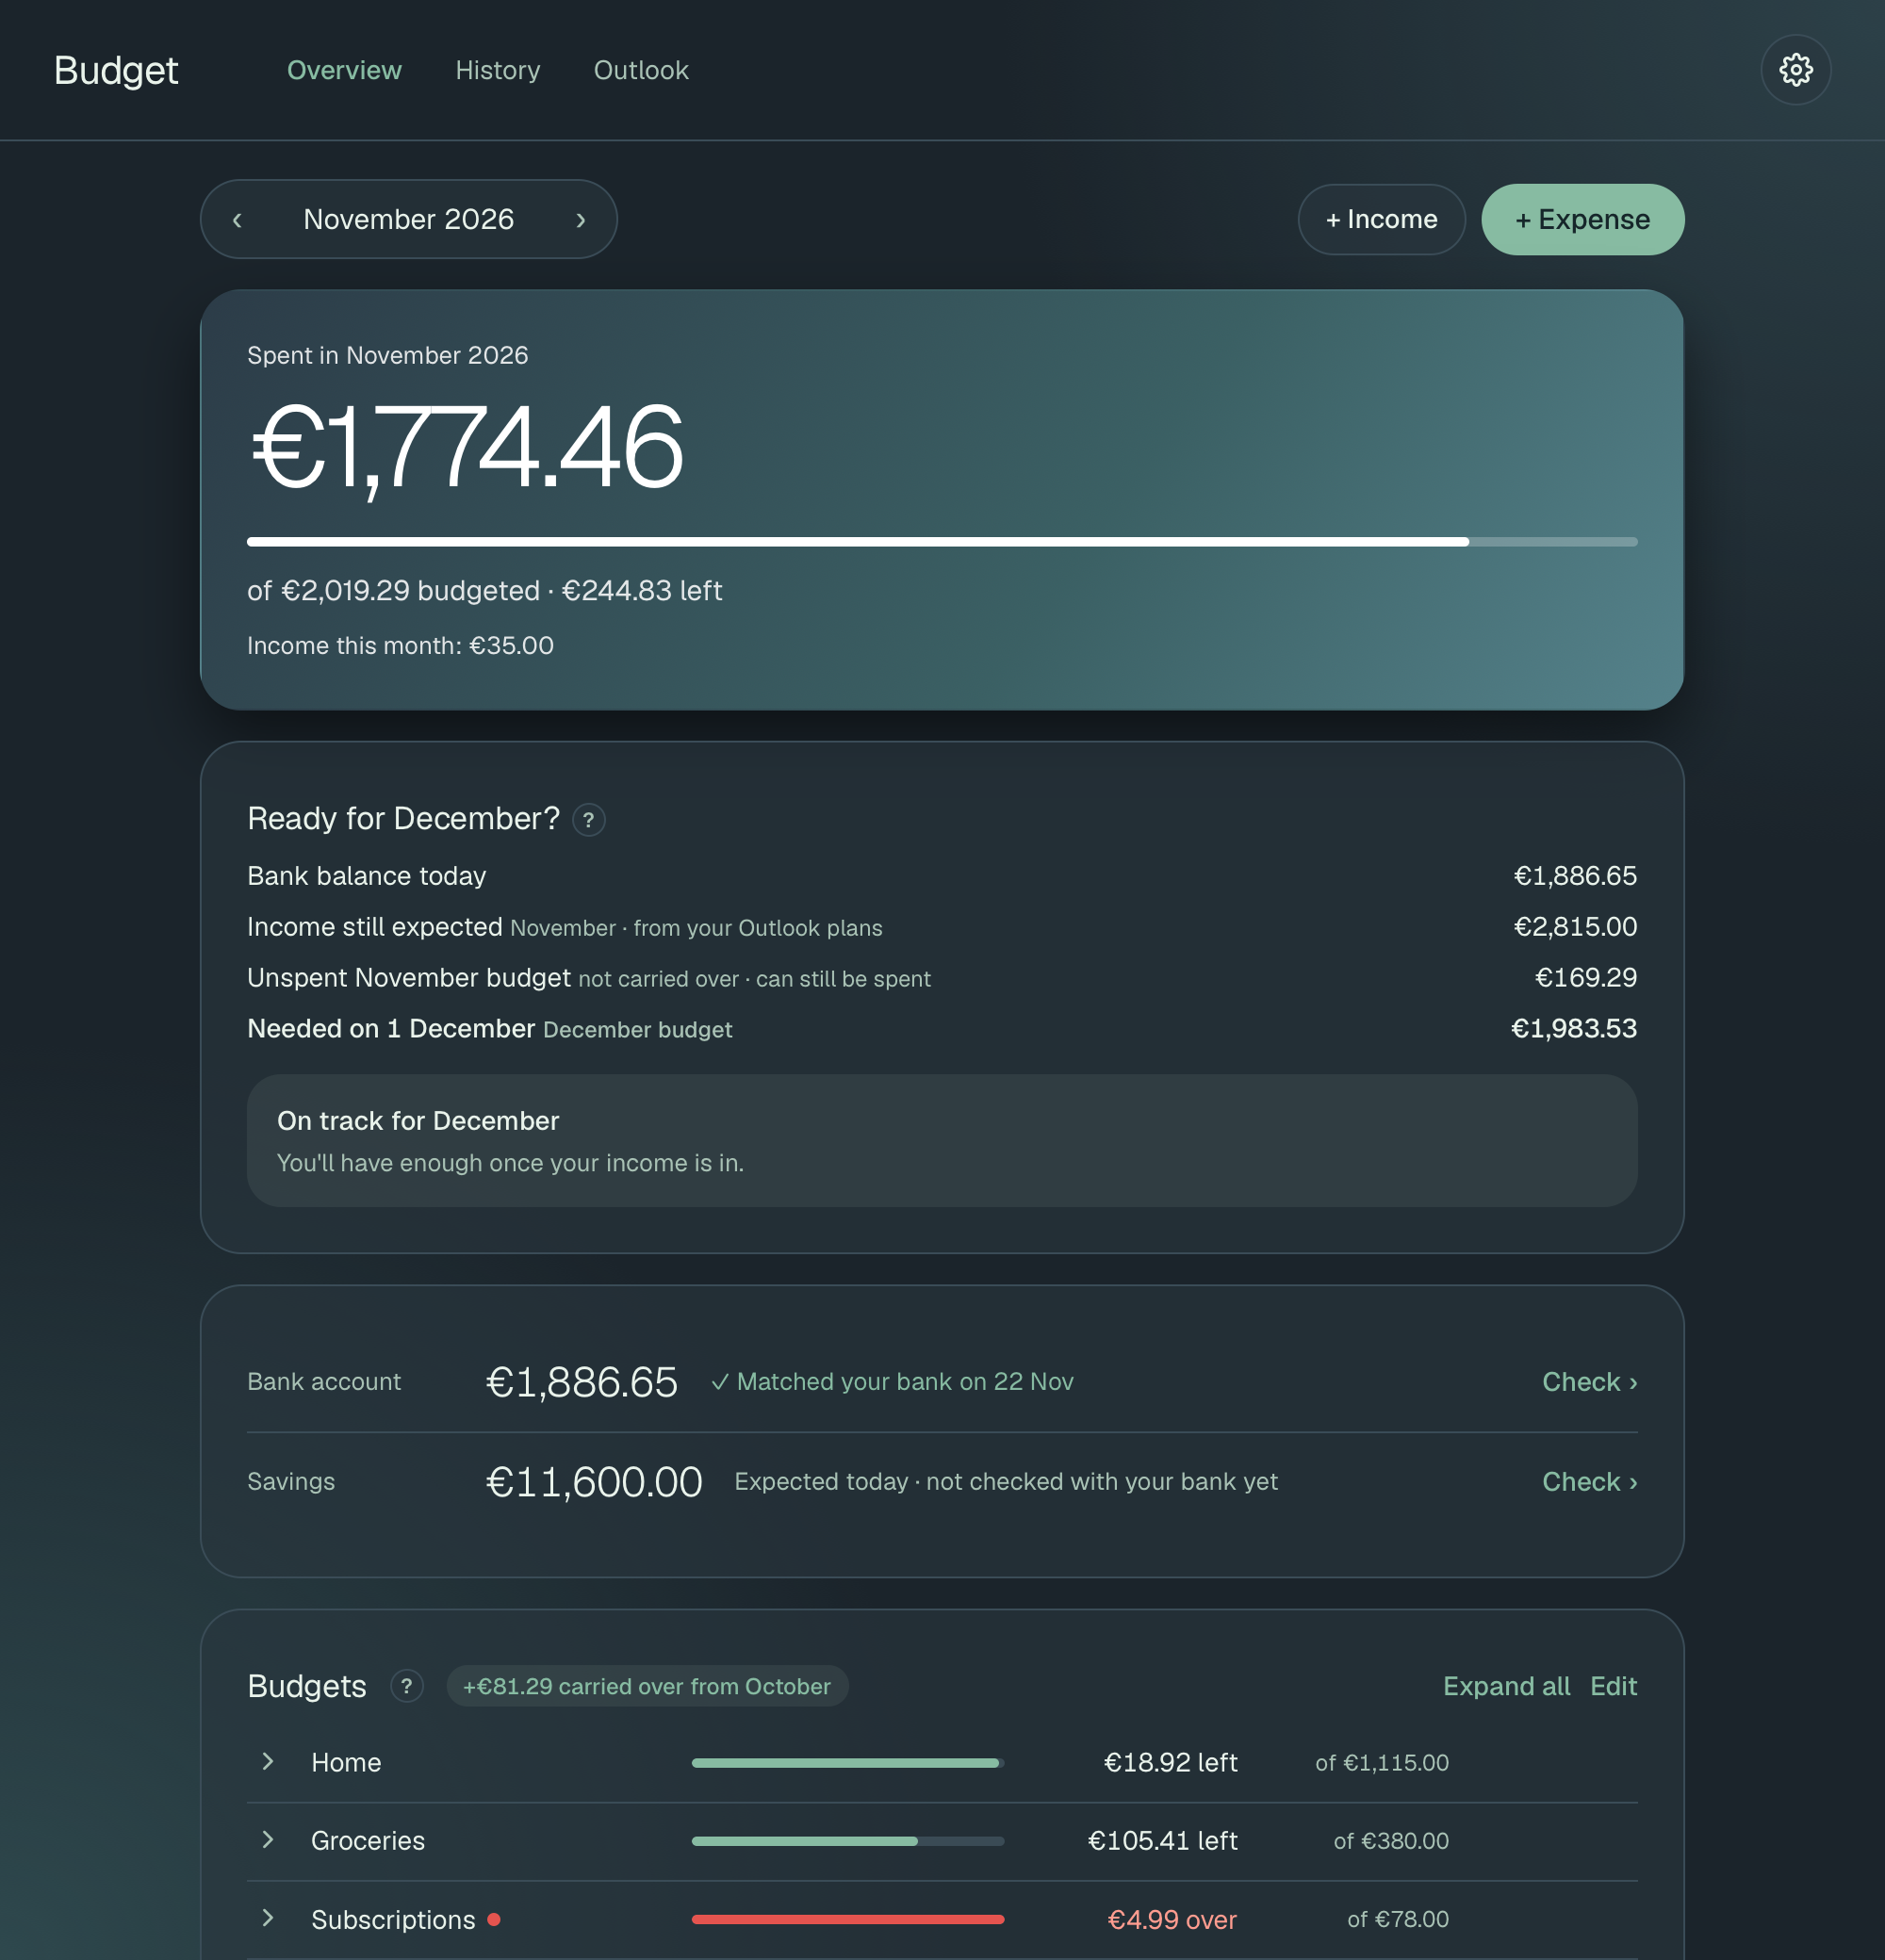 Budget Overview History Outlook
‹ November 2026 › + Income + Expense
Spent in November 2026
€1,774.46
of €2,019.29 budgeted · €244.83 left
Income this month: €35.00
Ready for December? ?
Bank balance today €1,886.65
Income still expected November · from your Outlook plans €2,815.00
Unspent November budget not carried over · can still be spent €169.29
Needed on 1 December December budget €1,983.53
On track for December
You'll have enough once your income is in.
Bank account €1,886.65 ✓ Matched your bank on 22 Nov Check ›
Savings €11,600.00 Expected today · not checked with your bank yet Check ›
Budgets ? +€81.29 carried over from October Expand all Edit
Home €18.92 left of €1,115.00
Groceries €105.41 left of €380.00
Subscriptions €4.99 over of €78.00